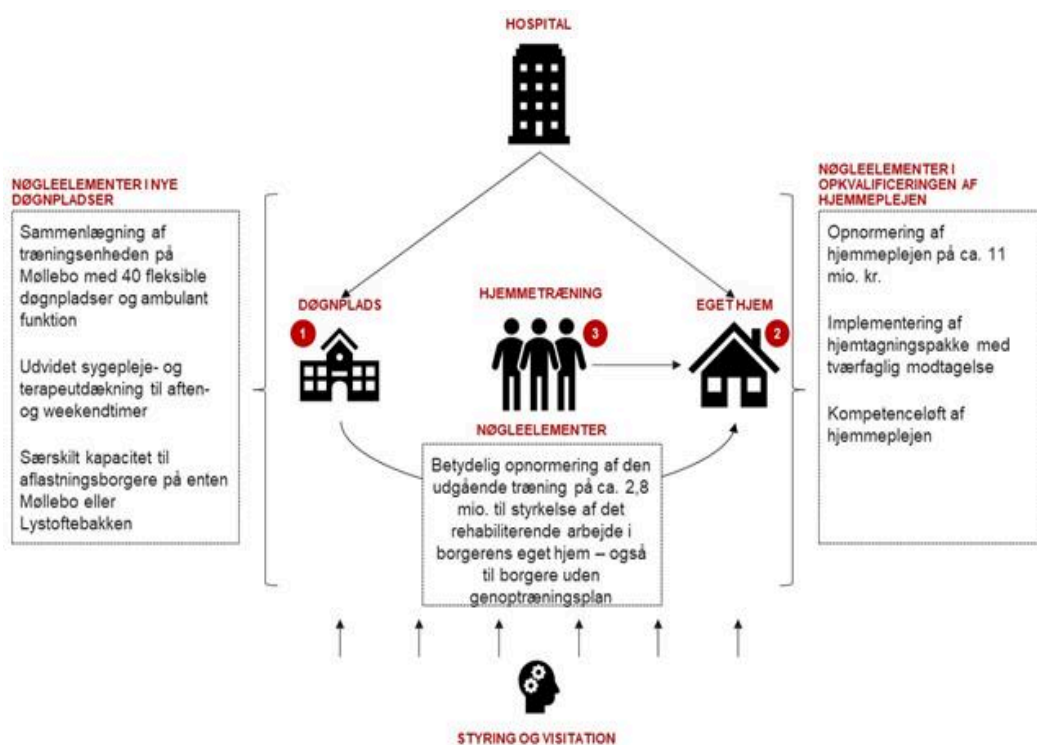 HOSPITAL
NØGLEELEMENTER I NYE
DØGNPLADSER
Sammenlægning af
træningsenheden på
Møllebo med 40 fleksible
døgnpladser og ambulant
funktion
Udvidet sygepleje- og
terapeutdækning til aften-
og weekendtimer
Særskilt kapacitet til
aflastningsborgere på enten
Møllebo eller
Lystoftebakken
DØGNPLADS
1
HJEMMETRÆNING
3
EGET HJEM
2
NØGLEELEMENTER
Betydelig opnormering af den
udgående træning på ca. 2,8
mio. til styrkelse af det
rehabiliterende arbejde i
borgerens eget hjem – også
til borgere uden
genoptræningsplan
NØGLEELEMENTER I
OPKVALIFICERINGEN AF
HJEMMEPLEJEN
Opnormering af
hjemmeplejen på ca. 11
mio. kr.
Implementering af
hjemtagningspakke med
tværfaglig modtagelse
Kompetenceløft af
hjemmeplejen
STYRING OG VISITATION